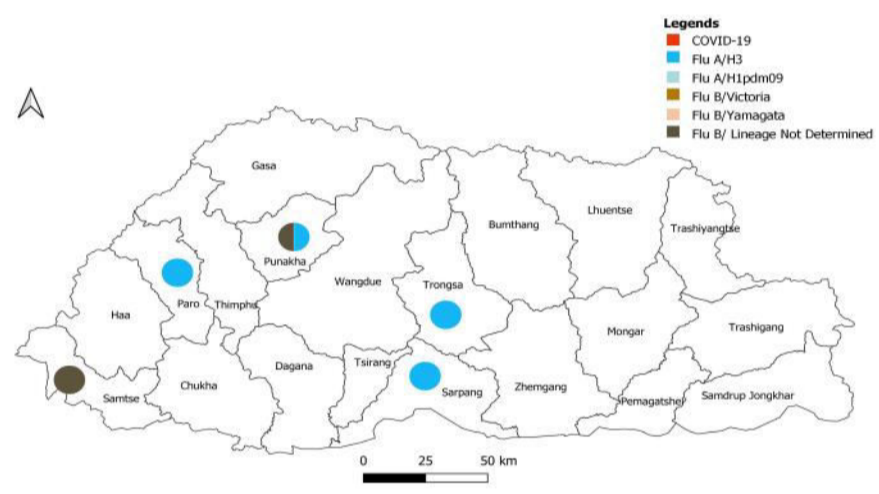 Legends
COVID-19
Flu A/H3
Flu A/H1pdm09
Flu B/Victoria
Flu B/Yamagata
Flu B/ Lineage Not Determined
Gasa
Lhuentse
Bumthang
Trashiyangtse
Punakha
Wangdue
Trongsa
Paro
Thimphu
Haa
Mongar
Trashigang
Tsirang
Dagana
Chukha
Zhemgang
Sarpang
Samtse
Pemagatshel
Samdrup Jongkhar
0 25 50 km